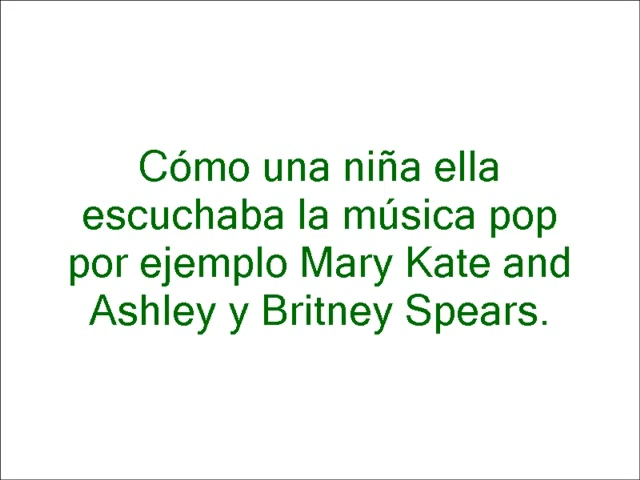 Cómo una niña ella
escuchaba la música pop
por ejemplo Mary Kate and
Ashley y Britney Spears.